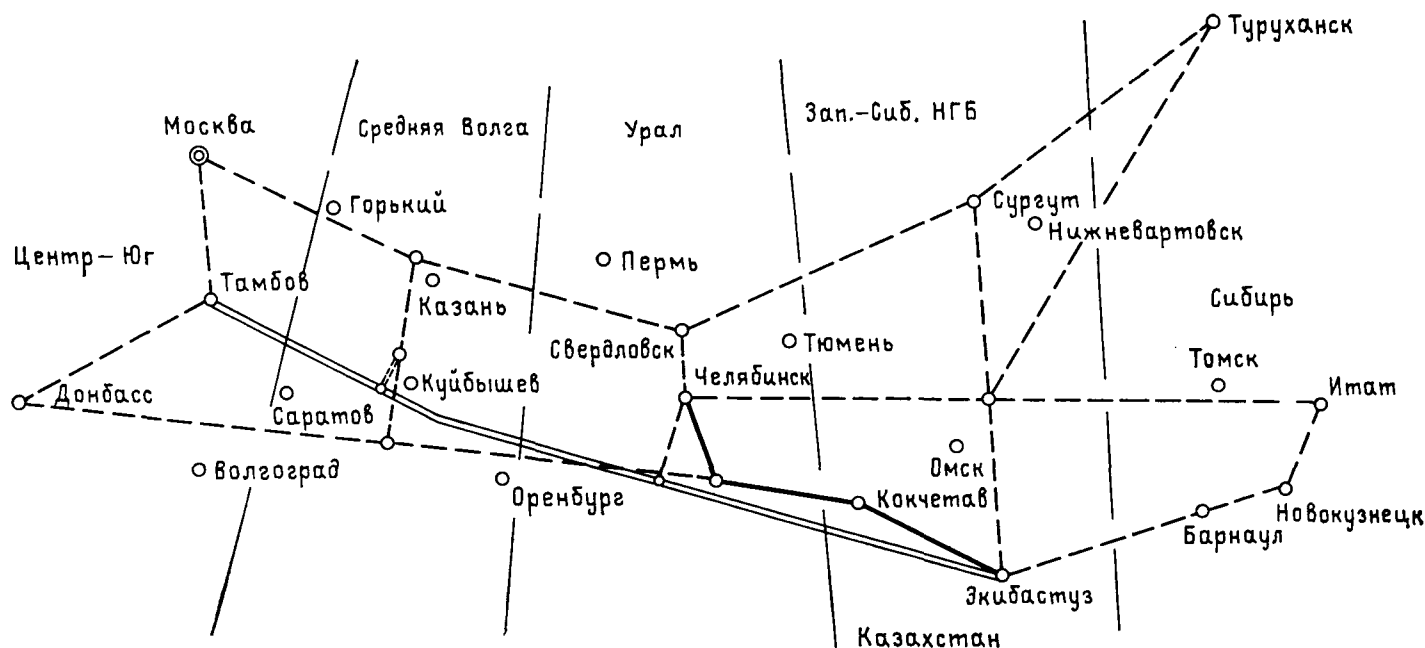 Туруханск
Москва
Средняя Волга
Урал
Зап.-Сиб. НГБ
Горький
Сургут
Нижневартовск
Центр-Юг
Тамбов
Казань
Пермь
Сибирь
Свердловск
Тюмень
Томск
Донбасс
Саратов
Куйбышев
Челябинск
Итат
Волгоград
Оренбург
Омск
Кокчетав
Новокузнецк
Барнаул
Экибастуз
Казахстан